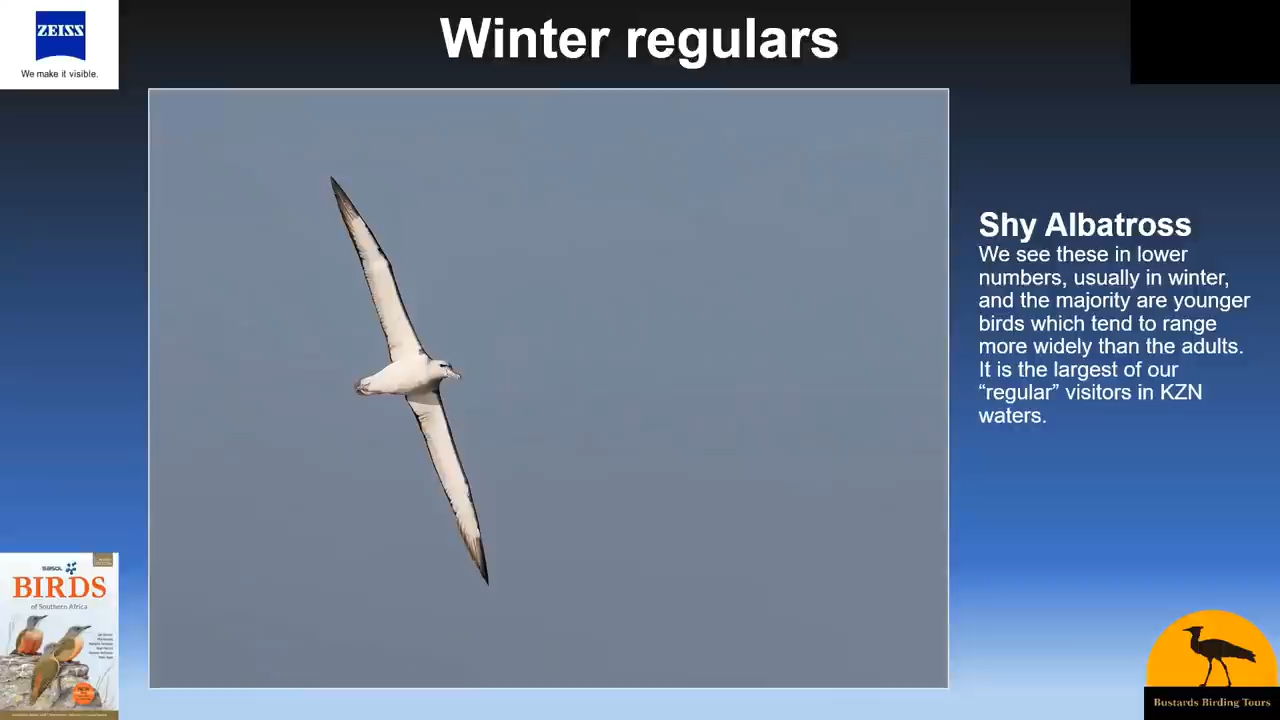 ZEISS
We make it visible.
Winter regulars
Shy Albatross
We see these in lower
numbers, usually in winter,
and the majority are younger
birds which tend to range
more widely than the adults.
It is the largest of our
“regular” visitors in KZN
waters.
sasol
BIRDS
of Southern Africa
Bustards Birding Tours